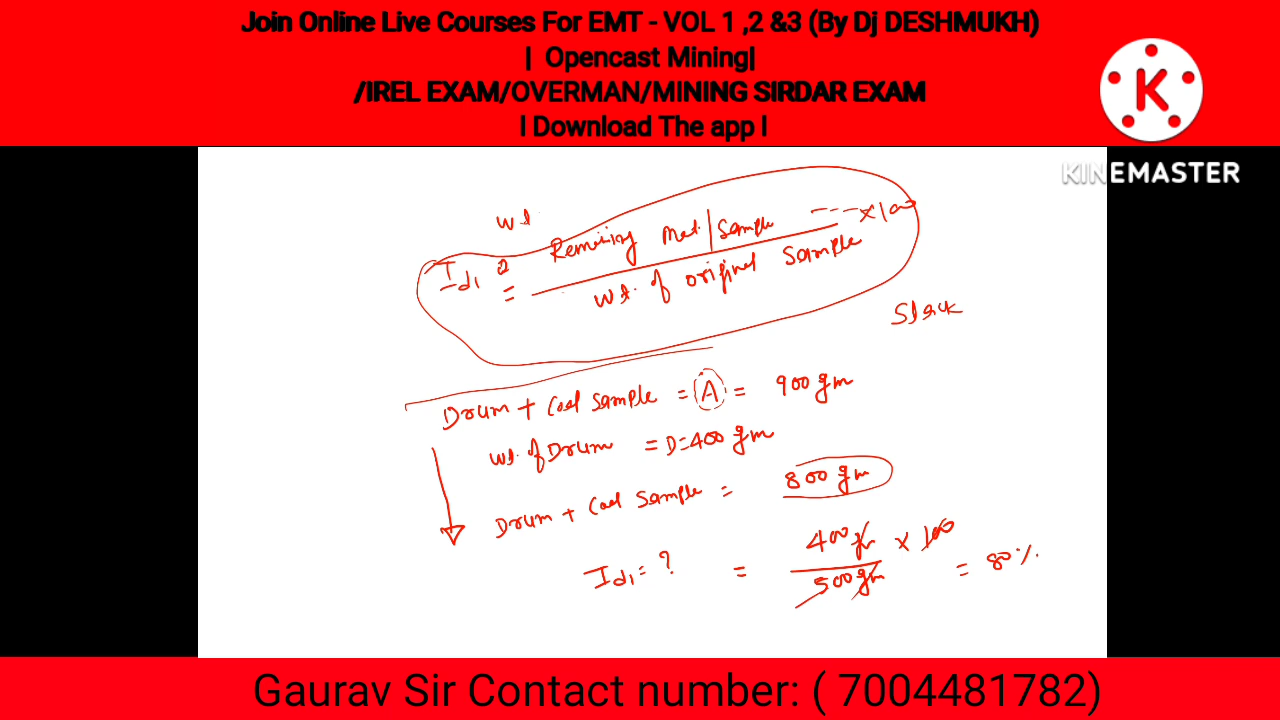 Join Online Live Courses For EMT - VOL 1 ,2 &3 (By Dj DESHMUKH)
| Opencast Mining|
/IREL EXAM/OVERMAN/MINING SIRDAR EXAM
l Download The app l
K
KINEMASTER
Wt
Id1 = Remaining Mat/Sample ---- x100
Wt. of original Sample
Slack
Drum + Coal Sample = A = 900 gm
Wt. of Drum = D=400 gm
Drum + Coal Sample = 800 gm
Id1 = ? = 400 gm x 100 = 80 %
500 gm
Gaurav Sir Contact number: ( 7004481782)